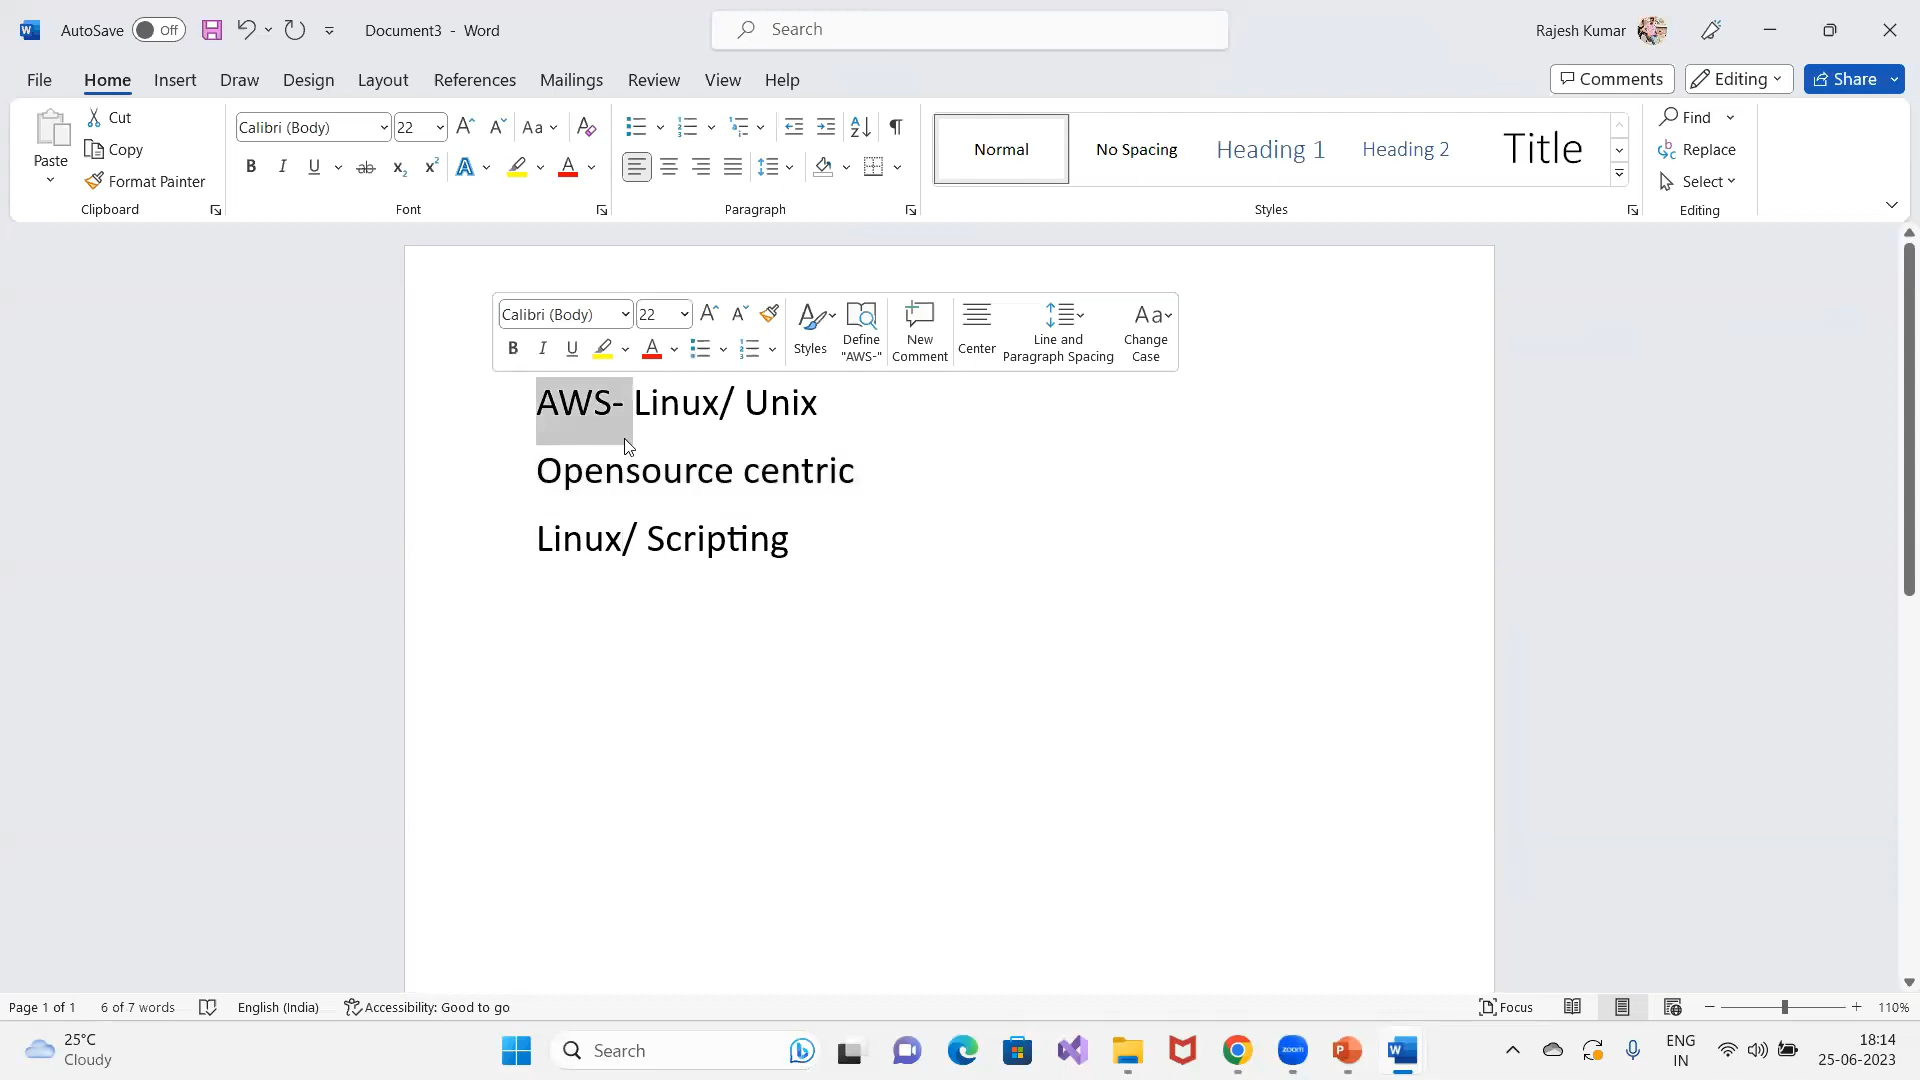 AutoSave Off Document3 - Word Search Rajesh Kumar
File Home Insert Draw Design Layout References Mailings Review View Help Comments Editing Share
Paste Cut Copy Format Painter Clipboard
Calibri (Body) 22 Aa Font
Paragraph
Normal No Spacing Heading 1 Heading 2 Title Styles
Find Replace Select Editing
Calibri (Body) 22
B I U Styles Define "AWS-" New Comment Center Line and Paragraph Spacing Aa Change Case
AWS- Linux/ Unix
Opensource centric
Linux/ Scripting
Page 1 of 1 6 of 7 words English (India) Accessibility: Good to go Focus 110%
25°C Cloudy Search zoom ENG IN 18:14 25-06-2023